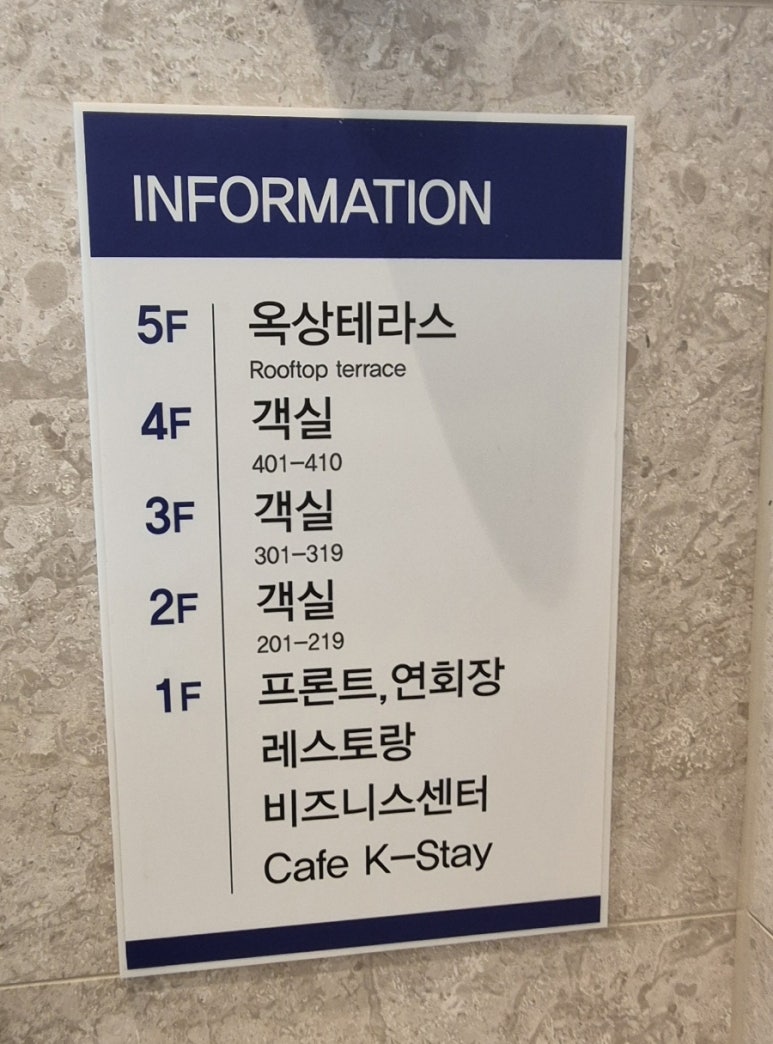 INFORMATION
5F 옥상테라스
Rooftop terrace
4F 객실
401-410
3F 객실
301-319
2F 객실
201-219
1F 프론트,연회장
레스토랑
비즈니스센터
Cafe K-Stay